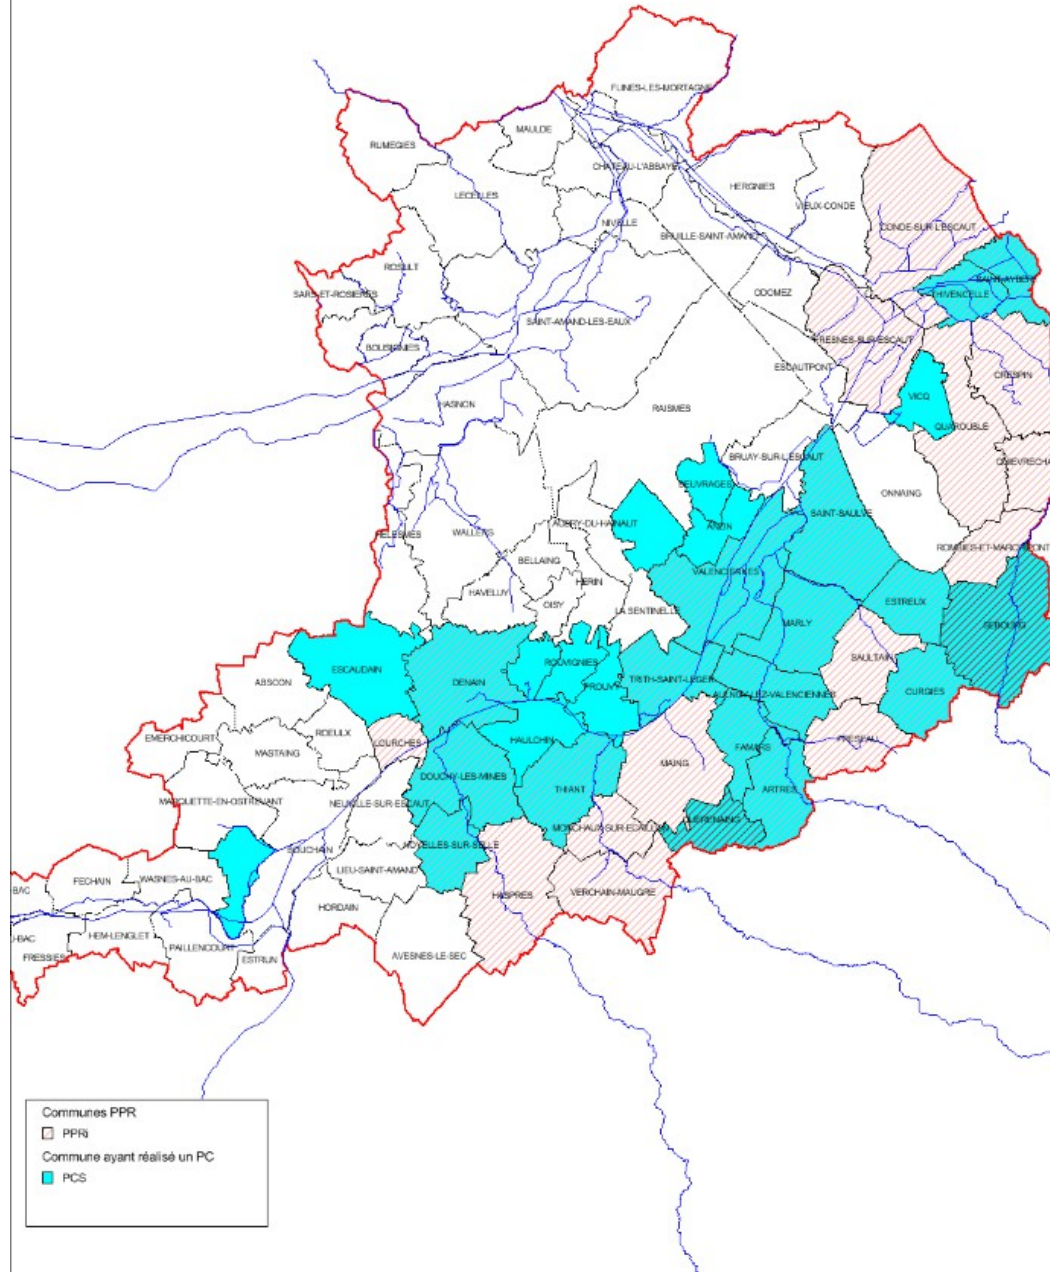 FLINES-LES-MORTAGNE
MAULDE
RUMEGIES
CHATEAU-L'ABBAYE
HERGNIES
LECELLES
VIEUX-CONDE
NIVELLE
CONDE-SUR-L'ESCAUT
BRUILLE-SAINT-AMAND
ROSULT
SAINT-AYBERT
SARS-ET-ROSIERES
ODOMEZ
THIVENCELLE
SAINT-AMAND-LES-EAUX
FRESNES-SUR-ESCAUT
BOUSIGNIES
ESCAUTPONT
CRESPIN
HASNON
RAISMES
VICQ
QUAROUBLE
BRUAY-SUR-L'ESCAUT
QUIEVRECHA
BEUVRAGES
ONNAING
SAINT-SAULVE
AUBRY-DU-HAINAUT
ANZIN
HELESMES
WALLERS
ROMBIES-ET-MARCHIPONT
BELLAING
VALENCIENNES
HERIN
HAVELUY
OISY
ESTREUX
LA SENTINELLE
MARLY
SEBOURG
SAULTAIN
ESCAUDAIN
ROUVIGNIES
ABSCON
DENAIN
TRITH-SAINT-LEGER
PROUVY
AULNOY-LEZ-VALENCIENNES
CURGIES
ROEULX
EMERCHICOURT
LOURCHES
HAULCHIN
PRESEAU
MASTAING
FAMARS
MAING
DOUCHY-LES-MINES
THIANT
ARTRES
MARQUETTE-EN-OSTREVANT
NEUVILLE-SUR-ESCAUT
QUERENAING
MONCHAUX-SUR-ECAILLON
NOYELLES-SUR-SELLE
BOUCHAIN
LIEU-SAINT-AMAND
WASNES-AU-BAC
FECHAIN
-BAC
VERCHAIN-MAUGRE
HASPRES
HORDAIN
HEM-LENGLET
-BAC
PAILLENCOURT
AVESNES-LE-SEC
FRESSIES
ESTRUN
Communes PPR
PPRi
Commune ayant réalisé un PC
PCS